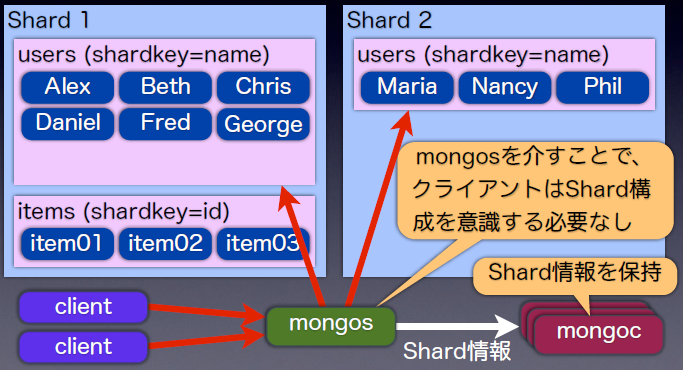 Shard 1
users (shardkey=name)
Alex Beth Chris
Daniel Fred George
items (shardkey=id)
item01 item02 item03
Shard 2
users (shardkey=name)
Maria Nancy Phil
mongosを介すことで、
クライアントはShard構
成を意識する必要なし
Shard情報を保持
client
client
mongos
Shard情報
mongoc